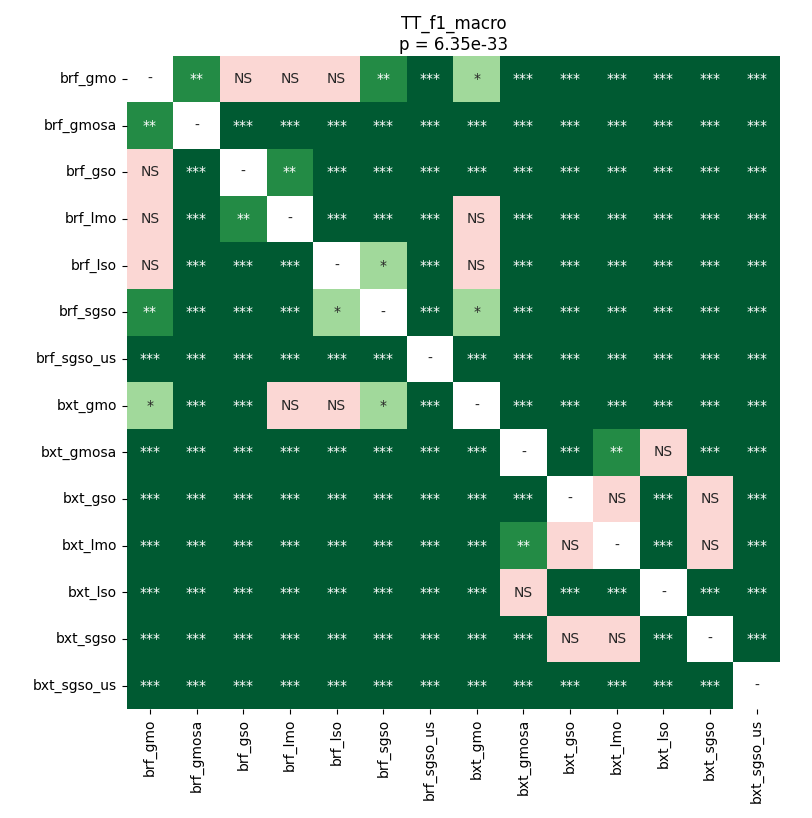 TT_f1_macro
p = 6.35e-33
brf_gmo - ** NS NS NS ** *** * *** *** *** *** *** ***
brf_gmosa ** - *** *** *** *** *** *** *** *** *** *** *** ***
brf_gso NS *** - ** *** *** *** *** *** *** *** *** *** ***
brf_lmo NS *** ** - *** *** *** NS *** *** *** *** *** ***
brf_lso NS *** *** *** - * *** NS *** *** *** *** *** ***
brf_sgso ** *** *** *** * - *** * *** *** *** *** *** ***
brf_sgso_us *** *** *** *** *** *** - *** *** *** *** *** *** ***
bxt_gmo * *** *** NS NS * *** - *** *** *** *** *** ***
bxt_gmosa *** *** *** *** *** *** *** *** - *** ** NS *** ***
bxt_gso *** *** *** *** *** *** *** *** *** - NS *** NS ***
bxt_lmo *** *** *** *** *** *** *** *** ** NS - *** NS ***
bxt_lso *** *** *** *** *** *** *** *** NS *** *** - *** ***
bxt_sgso *** *** *** *** *** *** *** *** *** NS NS *** - ***
bxt_sgso_us *** *** *** *** *** *** *** *** *** *** *** *** *** -
brf_gmo brf_gmosa brf_gso brf_lmo brf_lso brf_sgso brf_sgso_us bxt_gmo bxt_gmosa bxt_gso bxt_lmo bxt_lso bxt_sgso bxt_sgso_us